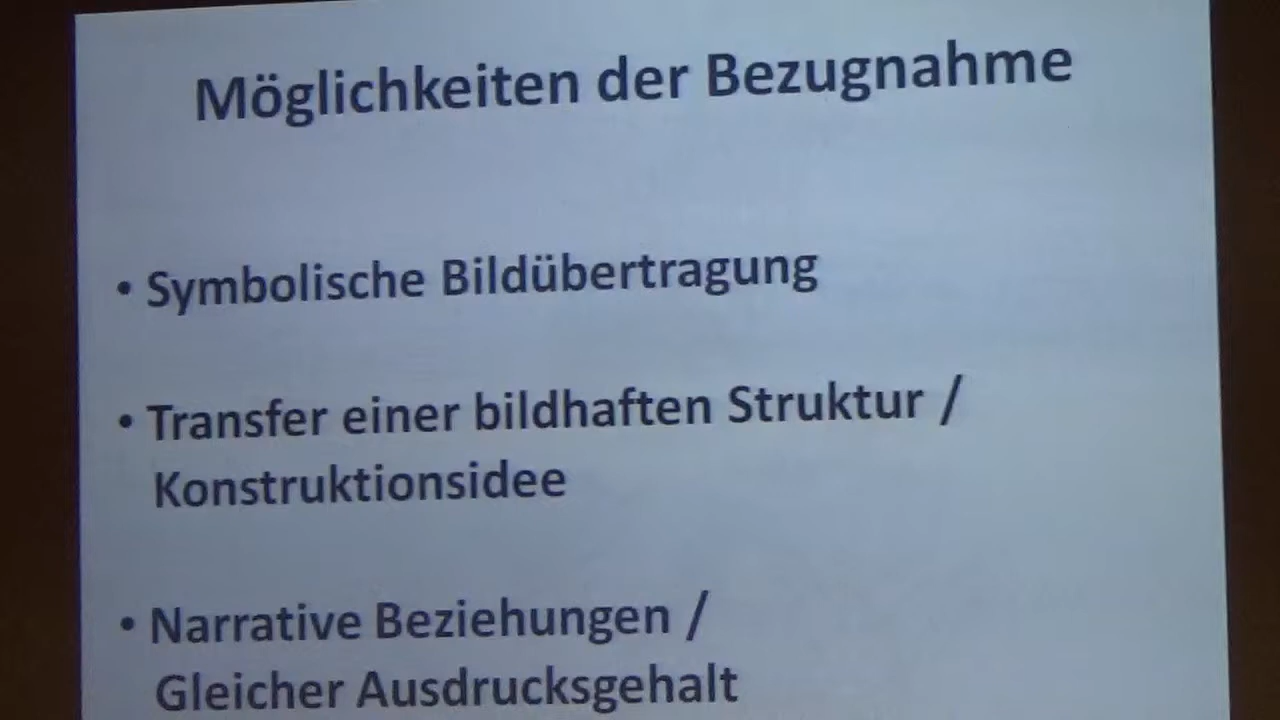 Möglichkeiten der Bezugnahme
• Symbolische Bildübertragung
• Transfer einer bildhaften Struktur /
Konstruktionsidee
• Narrative Beziehungen /
Gleicher Ausdrucksgehalt